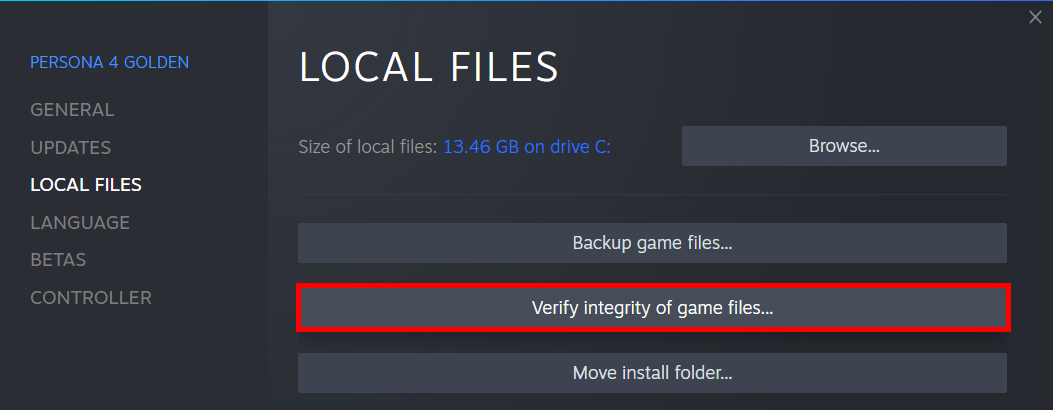 PERSONA 4 GOLDEN
GENERAL
UPDATES
LOCAL FILES
LANGUAGE
BETAS
CONTROLLER
LOCAL FILES
Size of local files: 13.46 GB on drive C:
Browse...
Backup game files...
Verify integrity of game files...
Move install folder...